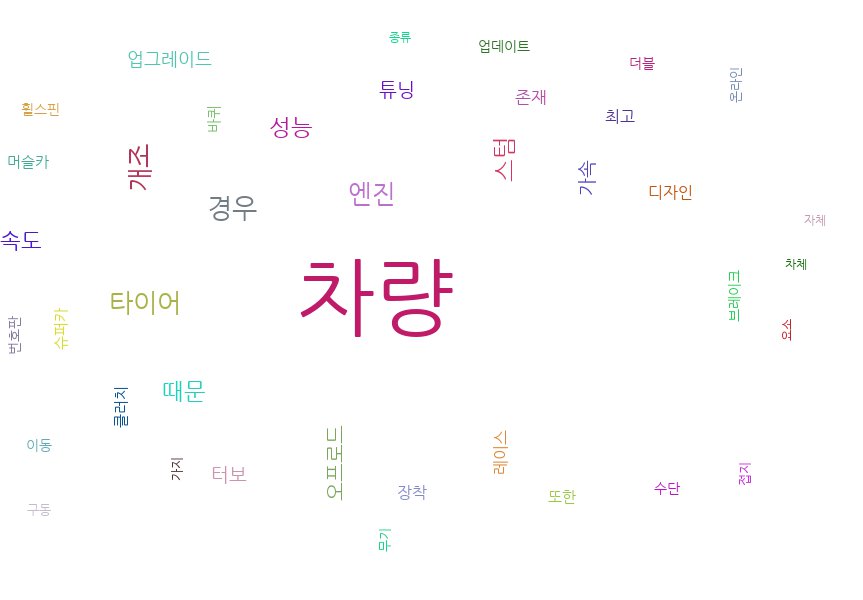 종류
업데이트
업그레이드
더블
온라인
튜닝
존재
휠스핀
바퀴
최고
성능
머슬카
개조
스텀
가속
엔진
디자인
경우
자체
속도
차체
차량
타이어
브레이크
번호판
슈퍼카
요소
때문
클러치
이동
레이스
오프로드
가지
터보
접지
장착
또한
수단
구동
무기